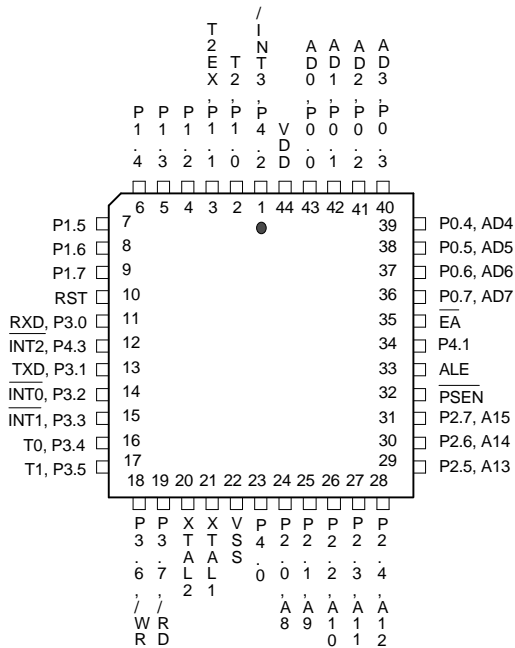 P1.4
P1.3
P1.2
T2EX,P1.1
T2,P1.0
/INT3,P4.2
VDD
AD0,P0.0
AD1,P0.1
AD2,P0.2
AD3,P0.3
6
5
4
3
2
1
44
43
42
41
40
P1.5
7
P1.6
8
P1.7
9
RST
10
RXD, P3.0
11
INT2, P4.3
12
TXD, P3.1
13
INT0, P3.2
14
INT1, P3.3
15
T0, P3.4
16
T1, P3.5
17
39
P0.4, AD4
38
P0.5, AD5
37
P0.6, AD6
36
P0.7, AD7
35
EA
34
P4.1
33
ALE
32
PSEN
31
P2.7, A15
30
P2.6, A14
29
P2.5, A13
18
19
20
21
22
23
24
25
26
27
28
P3.6,/WR
P3.7,/RD
XTAL2
XTAL1
VSS
P4.0
P2.0,A8
P2.1,A9
P2.2,A10
P2.3,A11
P2.4,A12